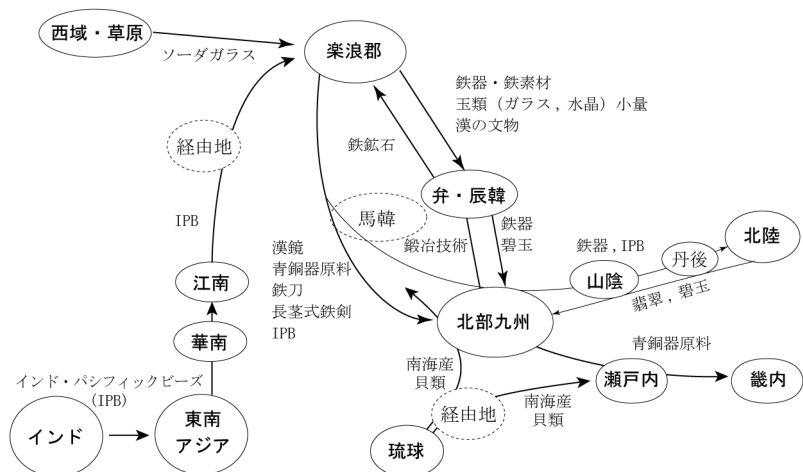 西域・草原
ソーダガラス
楽浪郡
鉄器・鉄素材
玉類（ガラス , 水晶）小量
漢の文物
経由地
鉄鉱石
弁・辰韓
馬韓
IPB
鍛冶技術
鉄器
碧玉
鉄器 , IPB
北陸
丹後
山陰
翡翠 , 碧玉
漢鏡
青銅器原料
鉄刀
長茎式鉄剣
IPB
江南
華南
北部九州
青銅器原料
南海産
貝類
瀬戸内
畿内
インド・パシフィックビーズ
(IPB)
経由地
南海産
貝類
インド
東南
アジア
琉球